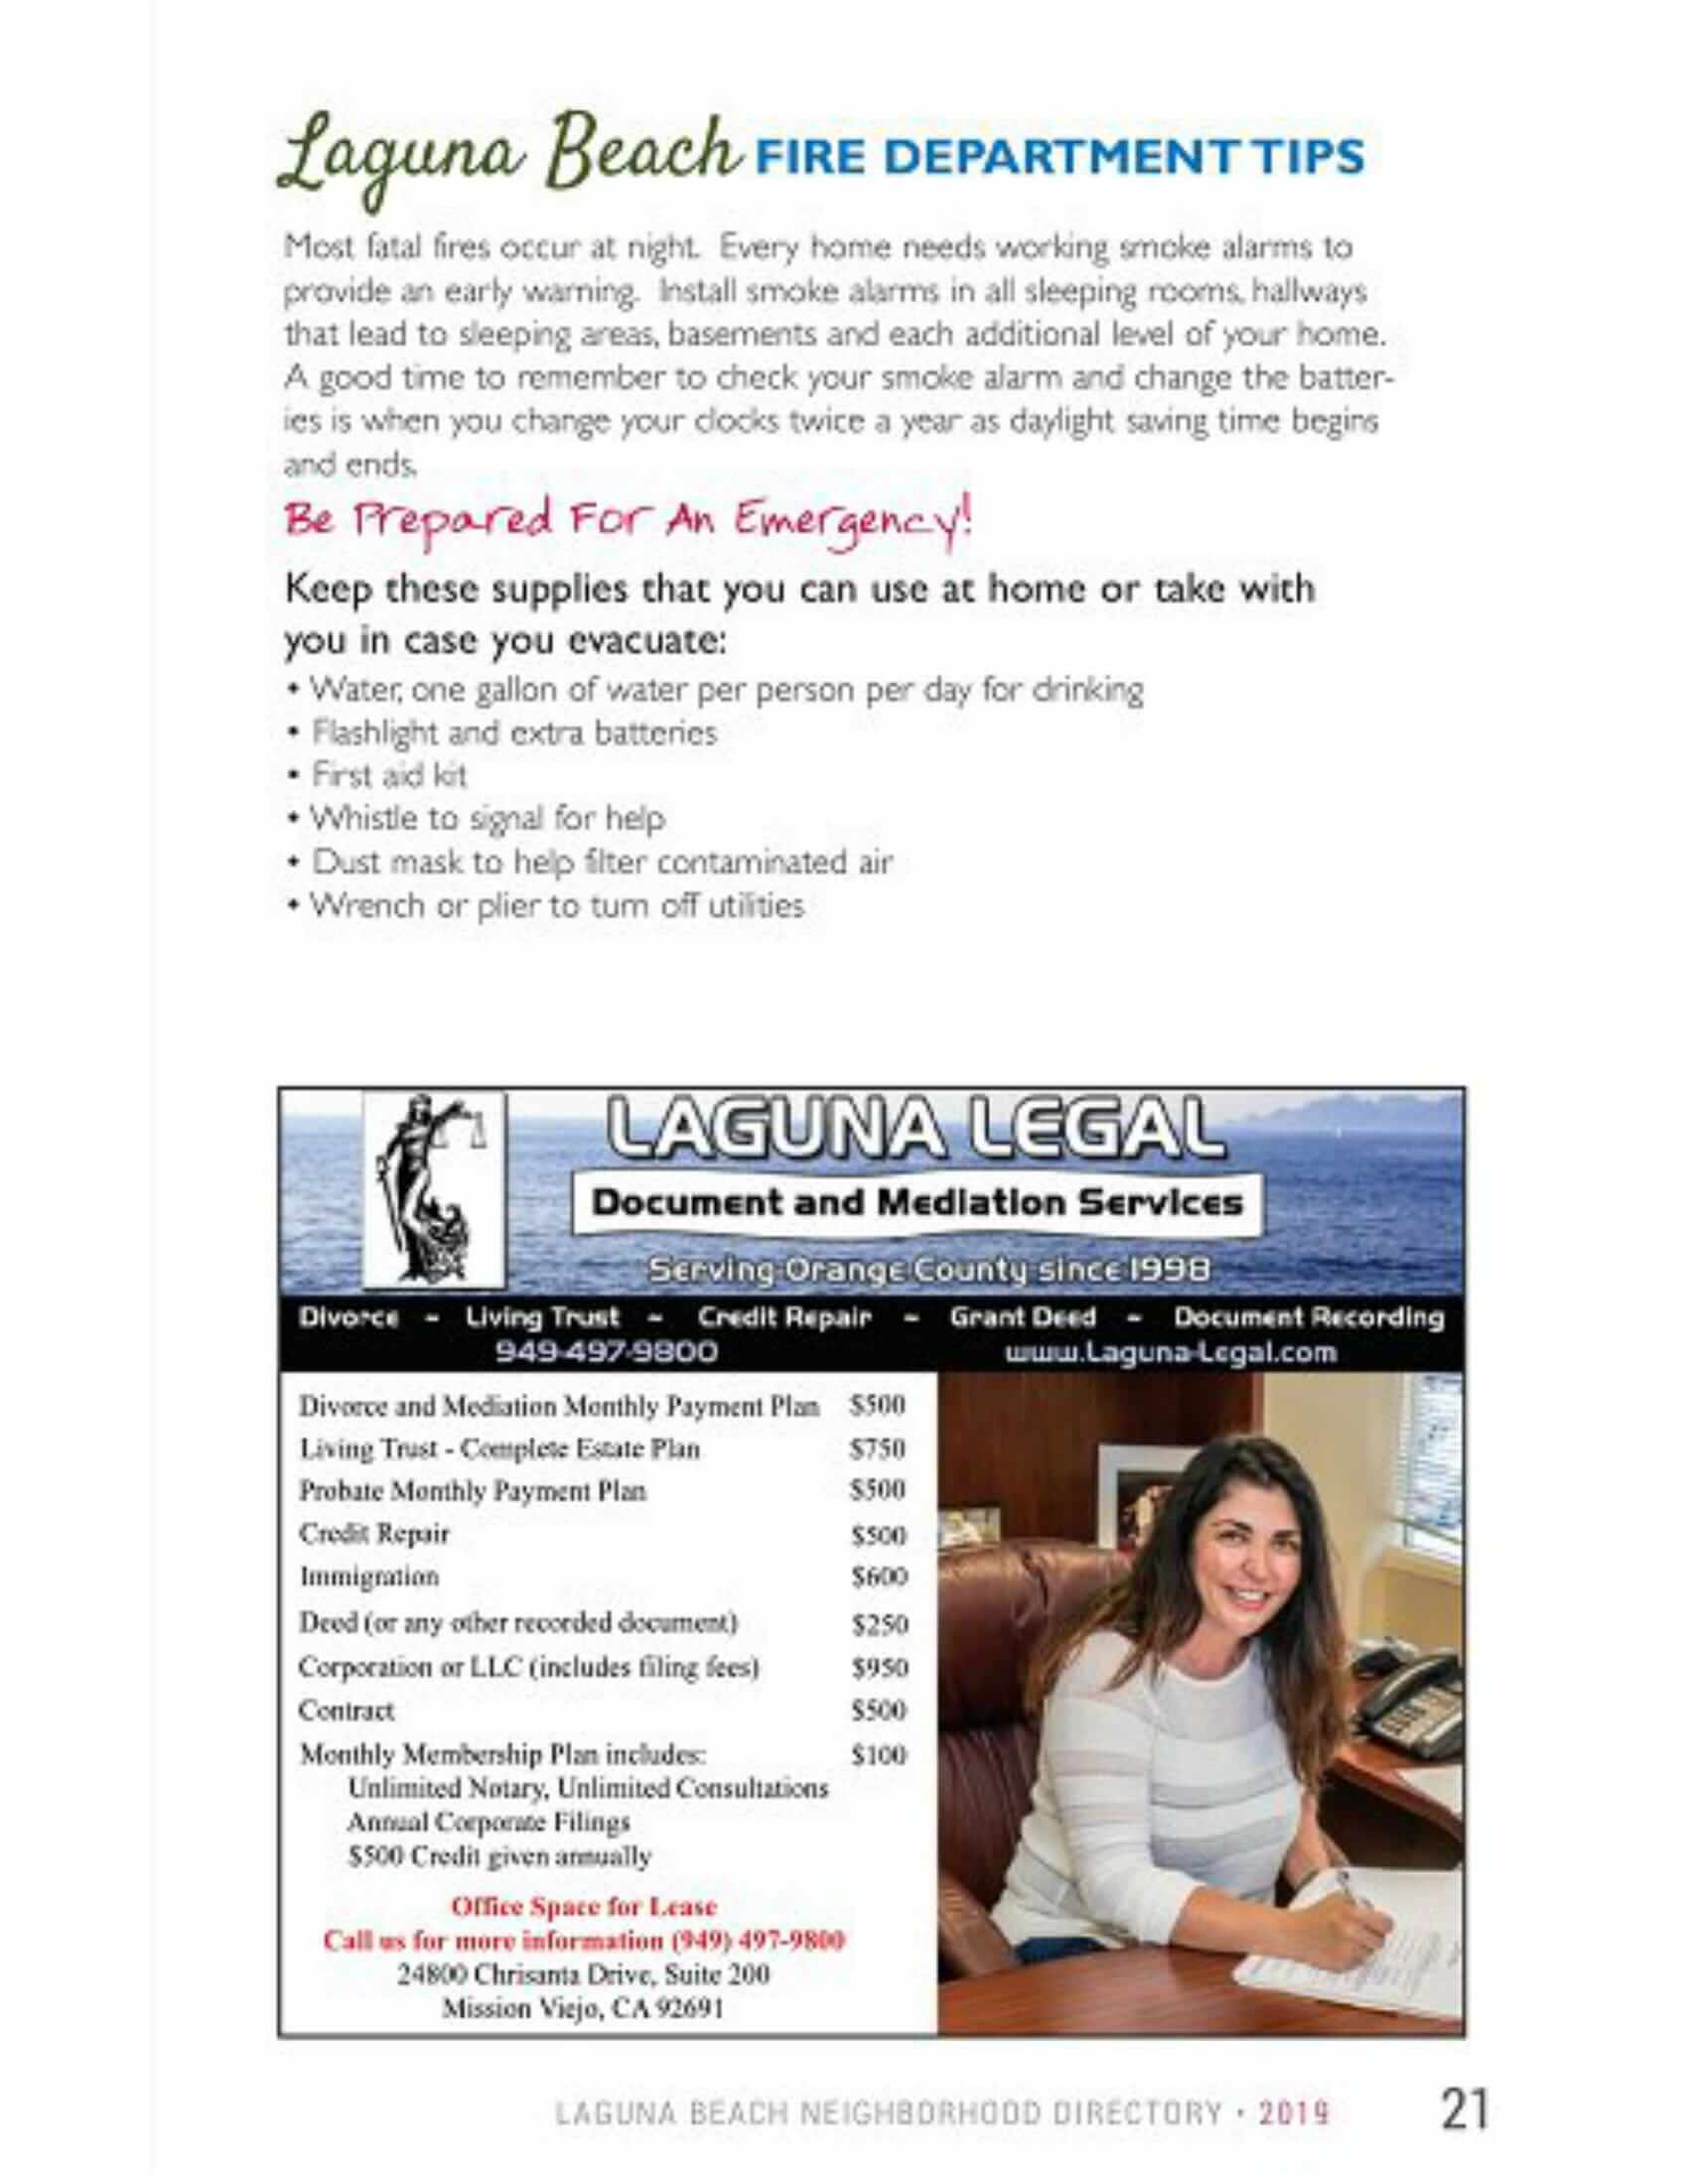 Laguna Beach FIRE DEPARTMENT TIPS
Most fatal fires occur at night. Every home needs working smoke alarms to
provide an early warning. Install smoke alarms in all sleeping rooms, hallways
that lead to sleeping areas, basements and each additional level of your home.
A good time to remember to check your smoke alarm and change the batter-
ies is when you change your clocks twice a year as daylight saving time begins
and ends.
Be Prepared For An Emergency!
Keep these supplies that you can use at home or take with
you in case you evacuate:
• Water, one gallon of water per person per day for drinking
• Flashlight and extra batteries
• First aid kit
• Whistle to signal for help
• Dust mask to help filter contaminated air
• Wrench or plier to turn off utilities
LAGUNA LEGAL
Document and Mediation Services
Serving Orange County since 1998
Divorce ~ Living Trust ~ Credit Repair ~ Grant Deed ~ Document Recording
949-497-9800 www.Laguna-Legal.com
Divorce and Mediation Monthly Payment Plan $500
Living Trust - Complete Estate Plan $750
Probate Monthly Payment Plan $500
Credit Repair $500
Immigration $600
Deed (or any other recorded document) $250
Corporation or LLC (includes filing fees) $950
Contract $500
Monthly Membership Plan includes: $100
Unlimited Notary, Unlimited Consultations
Annual Corporate Filings
$500 Credit given annually
Office Space for Lease
Call us for more information (949) 497-9800
24800 Chrisanta Drive, Suite 200
Mission Viejo, CA 92691
LAGUNA BEACH NEIGHBORHOOD DIRECTORY • 2019 21